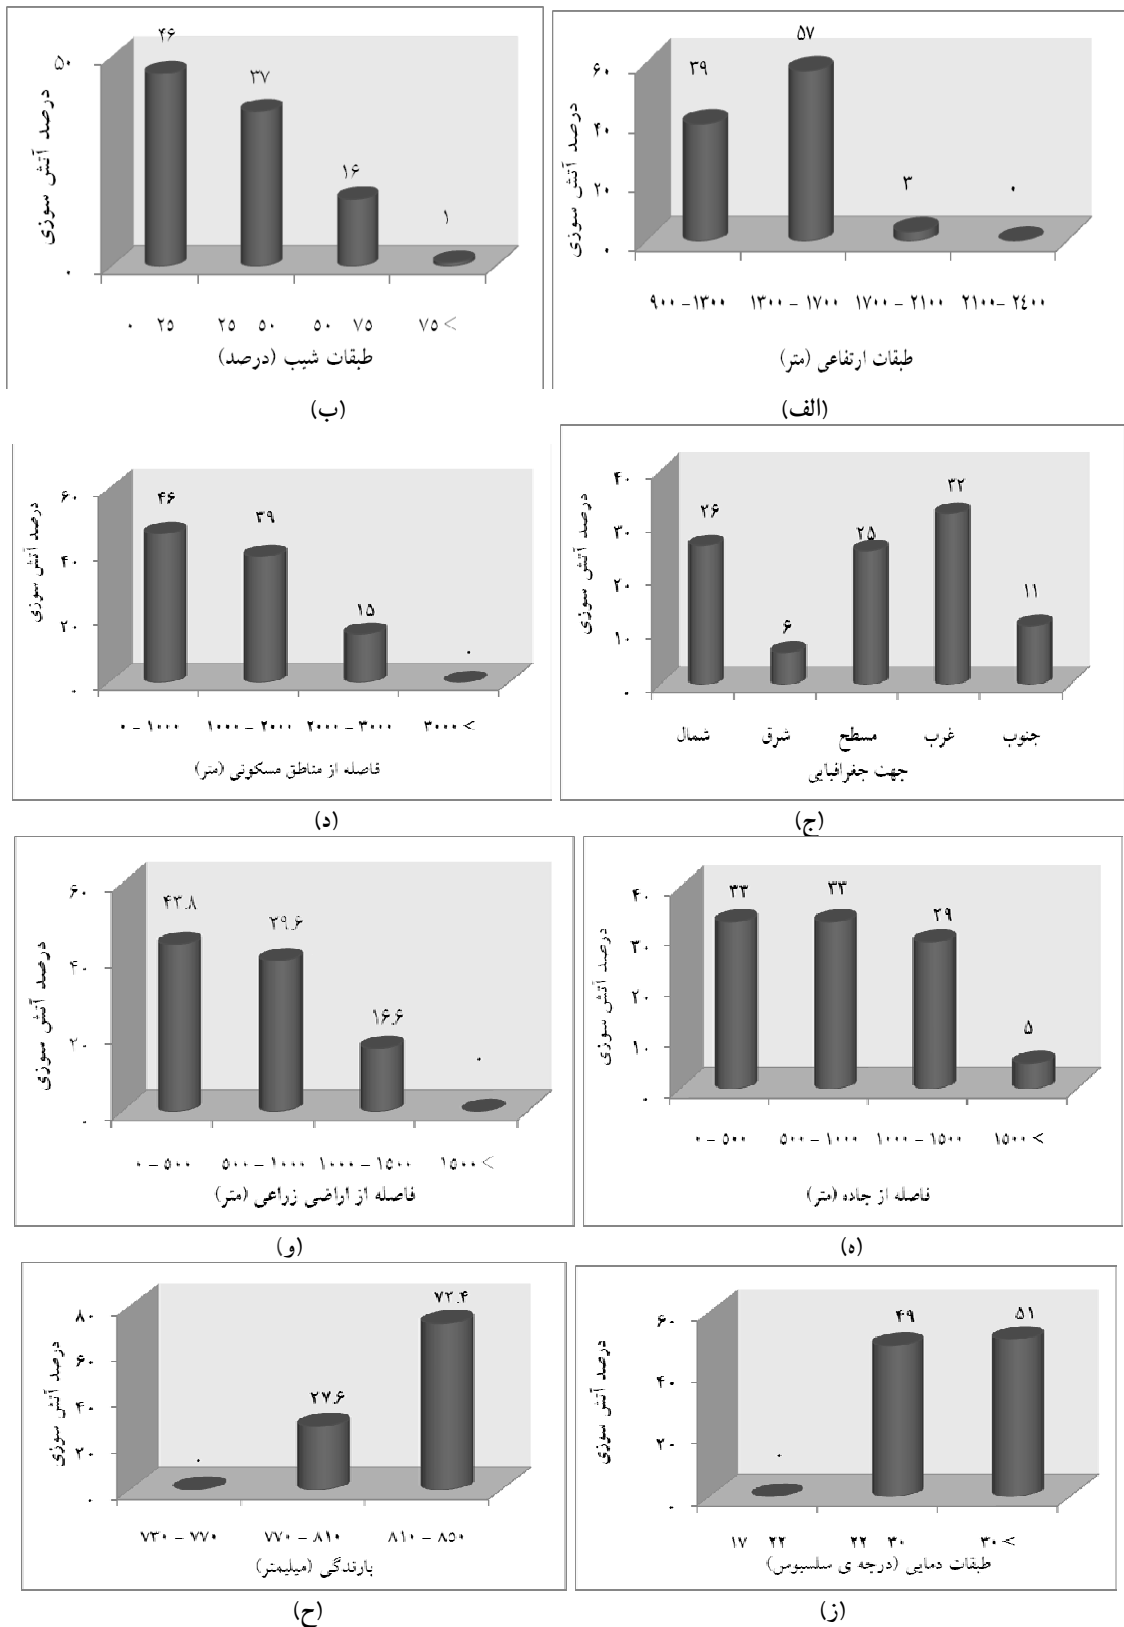 درصد آتش سوزی
۶۰
۴۰
۲۰
۰
۳۹
۵۷
۳
۰
۹۰۰ – ۱۳۰۰ ۱۳۰۰ – ۱۷۰۰ ۱۷۰۰ – ۲۱۰۰ ۲۱۰۰ – ۲۴۰۰
طبقات ارتفاعی (متر)
(الف)
درصد آتش سوزی
۵۰
۰
۴۶
۳۷
۱۶
۱
۰ ۲۵ ۲۵ ۵۰ ۵۰ ۷۵ ۷۵ <
طبقات شیب (درصد)
(ب)
درصد آتش سوزی
۴۰
۳۰
۲۰
۱۰
۰
۲۶
۶
۲۵
۳۲
۱۱
شمال شرق مسطح غرب جنوب
جهت جغرافیایی
(ج)
درصد آتش سوزی
۶۰
۴۰
۲۰
۰
۴۶
۳۹
۱۵
۰
۰ – ۱۰۰۰ ۱۰۰۰ – ۲۰۰۰ ۲۰۰۰ – ۳۰۰۰ ۳۰۰۰ <
فاصله از مناطق مسکونی (متر)
(د)
درصد آتش سوزی
۴۰
۳۰
۲۰
۱۰
۰
۳۳
۳۳
۲۹
۵
۰ – ۵۰۰ ۵۰۰ – ۱۰۰۰ ۱۰۰۰ – ۱۵۰۰ ۱۵۰۰ <
فاصله از جاده (متر)
(ه)
درصد آتش سوزی
۶۰
۴۰
۲۰
۰
۴۳.۸
۳۹.۶
۱۶.۶
۰
۰ – ۵۰۰ ۵۰۰ – ۱۰۰۰ ۱۰۰۰ – ۱۵۰۰ ۱۵۰۰ <
فاصله از اراضی زراعی (متر)
(و)
درصد آتش سوزی
۶۰
۴۰
۲۰
۰
۰
۴۹
۵۱
۱۷ ۲۲ ۲۲ ۳۰ ۳۰ <
طبقات دمایی (درجه ی سلسیوس)
(ز)
درصد آتش سوزی
۸۰
۶۰
۴۰
۲۰
۰
۰
۲۷.۶
۷۲.۴
۷۳۰ – ۷۷۰ ۷۷۰ – ۸۱۰ ۸۱۰ – ۸۵۰
بارندگی (میلیمتر)
(ح)